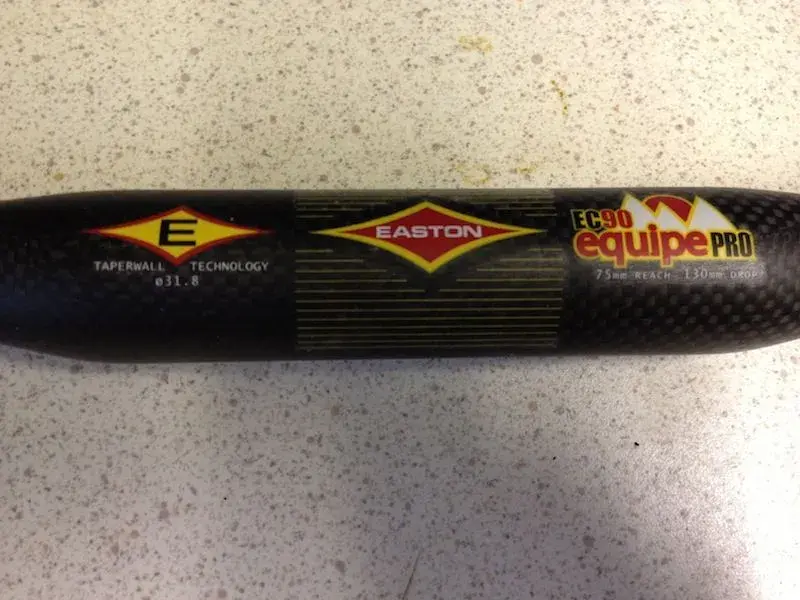 E
TAPERWALL TECHNOLOGY
ø31.8
EASTON
EC90
equipe PRO
75mm REACH - 130mm DROP